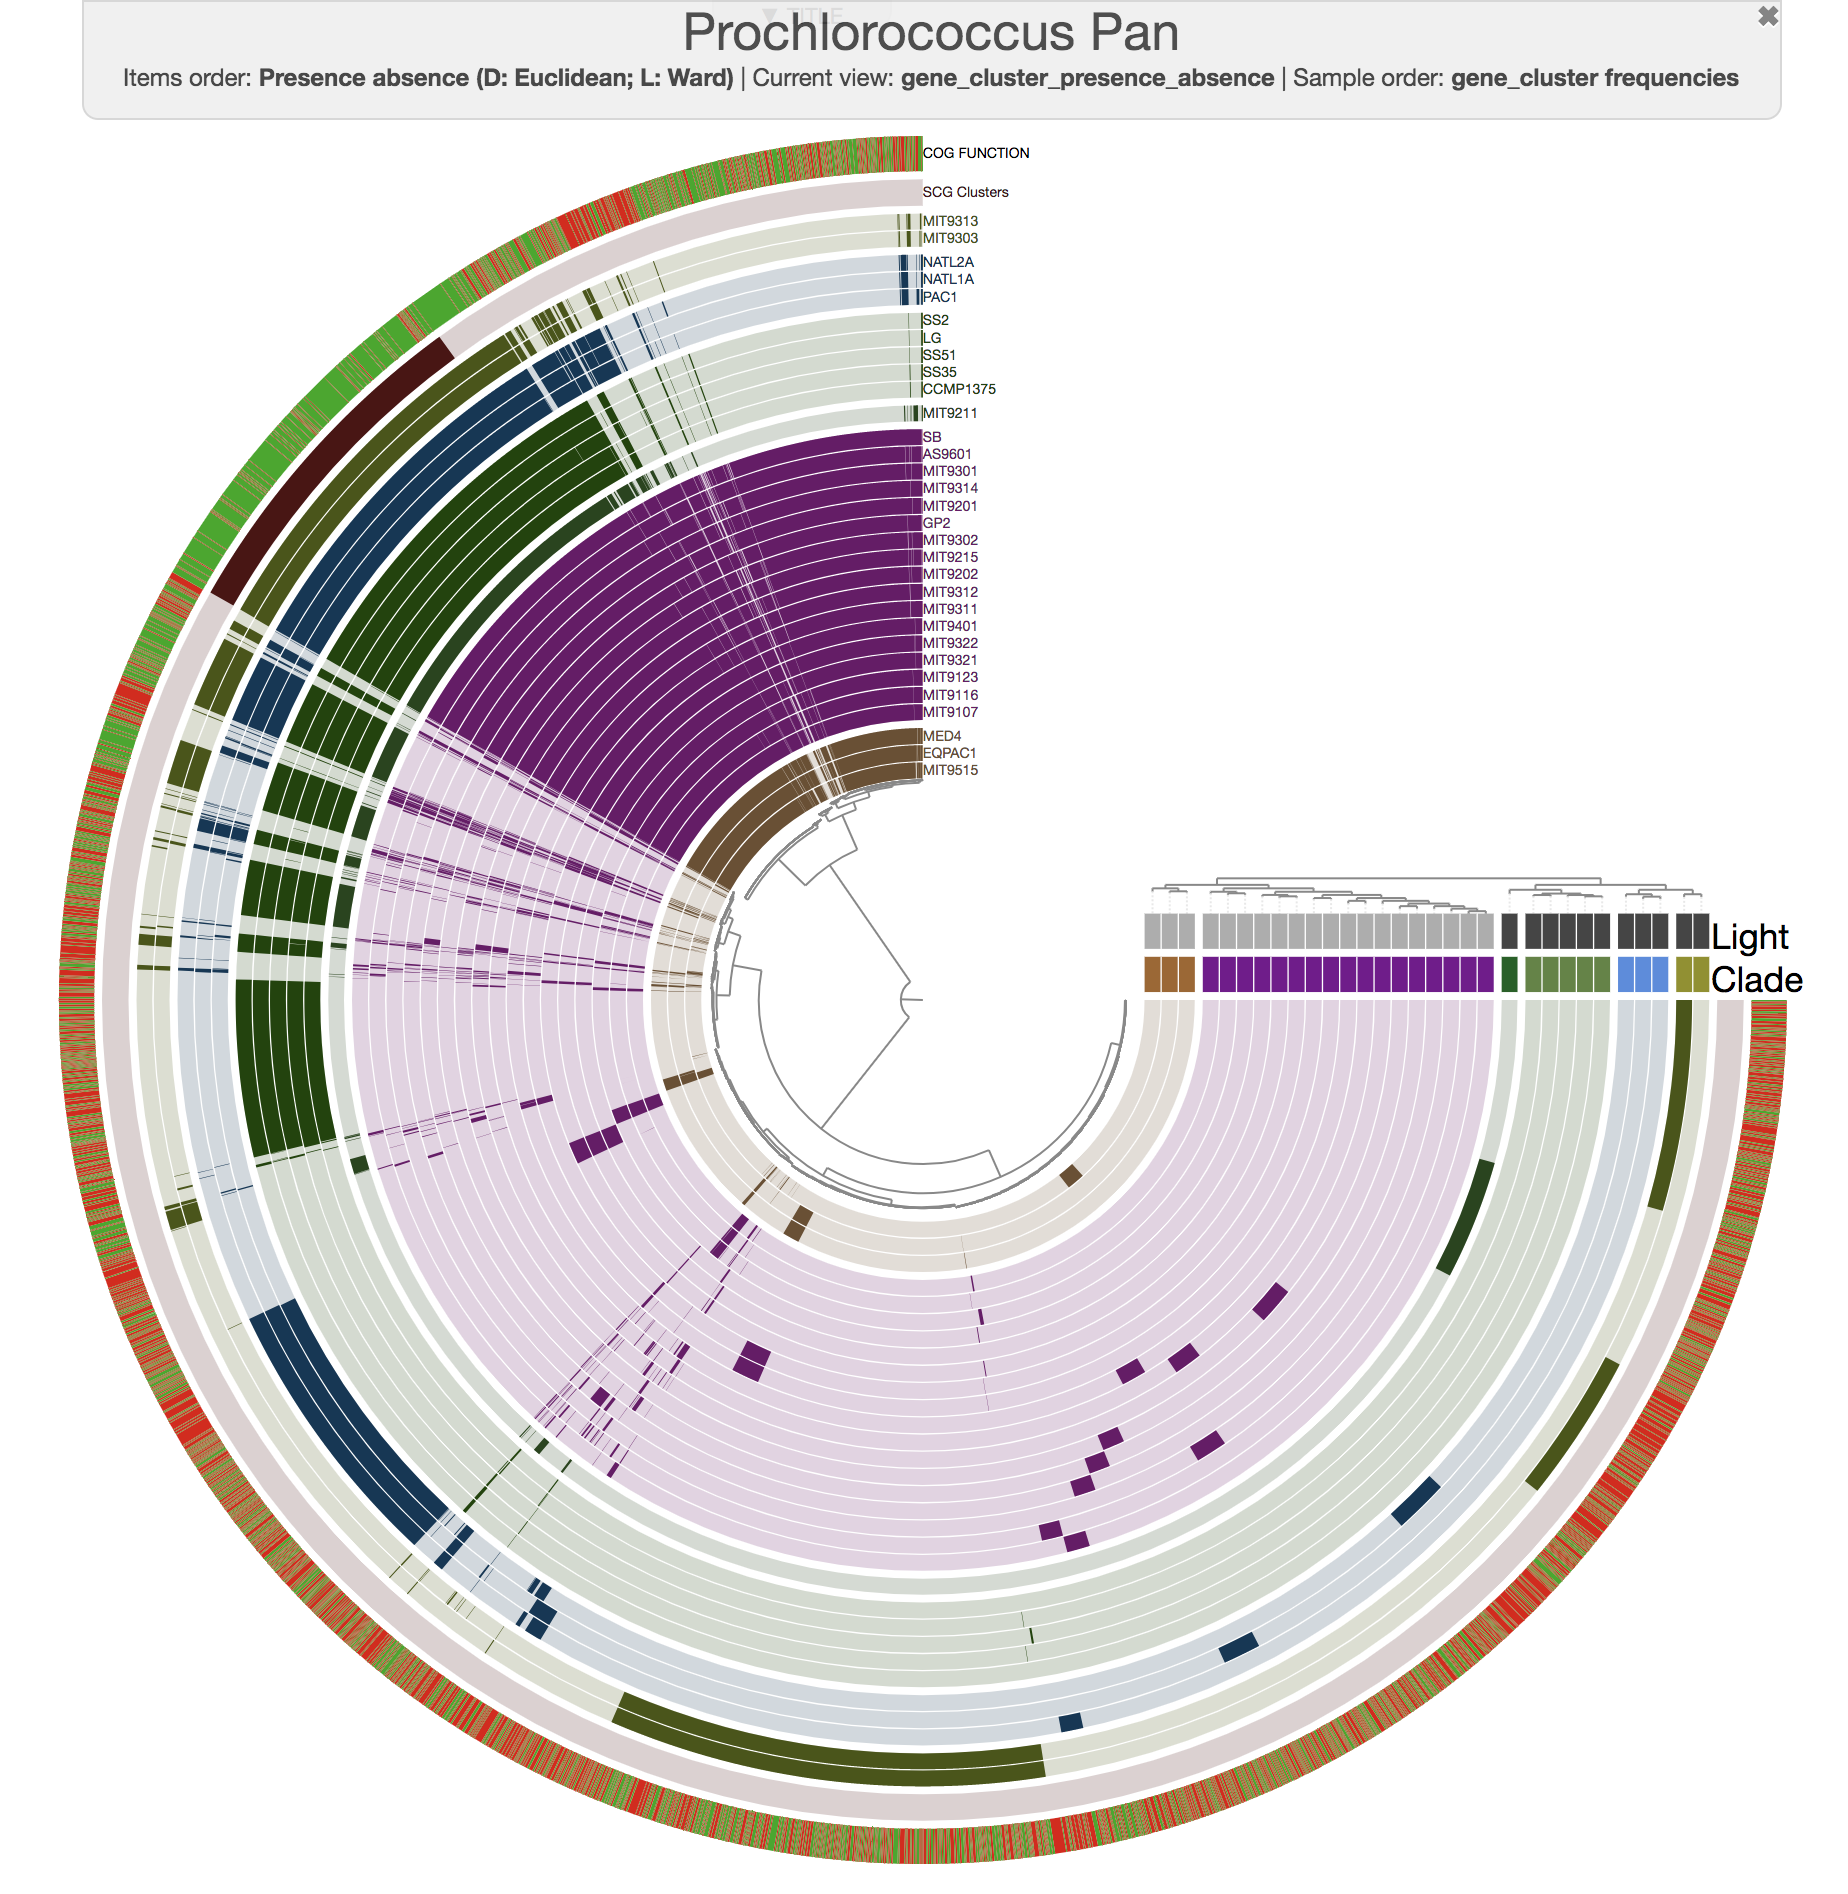 ▼ TITLE
Prochlorococcus Pan
Items order: Presence absence (D: Euclidean; L: Ward) | Current view: gene_cluster_presence_absence | Sample order: gene_cluster frequencies
COG FUNCTION
SCG Clusters
MIT9313
MIT9303
NATL2A
NATL1A
PAC1
SS2
LG
SS51
SS35
CCMP1375
MIT9211
SB
AS9601
MIT9301
MIT9314
MIT9201
GP2
MIT9302
MIT9215
MIT9202
MIT9312
MIT9311
MIT9401
MIT9322
MIT9321
MIT9123
MIT9116
MIT9107
MED4
EQPAC1
MIT9515
Light
Clade